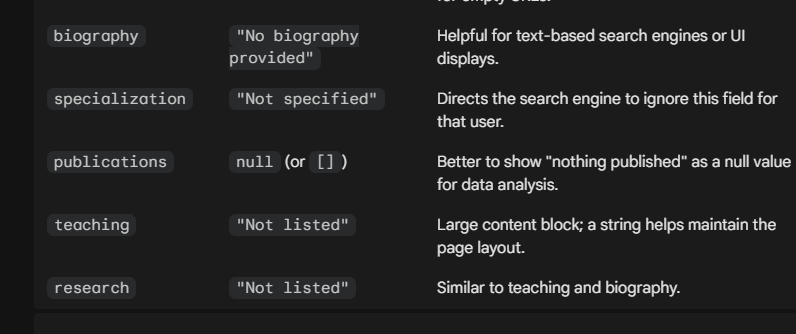 biography "No biography provided" Helpful for text-based search engines or UI displays.
specialization "Not specified" Directs the search engine to ignore this field for that user.
publications null (or []) Better to show "nothing published" as a null value for data analysis.
teaching "Not listed" Large content block; a string helps maintain the page layout.
research "Not listed" Similar to teaching and biography.